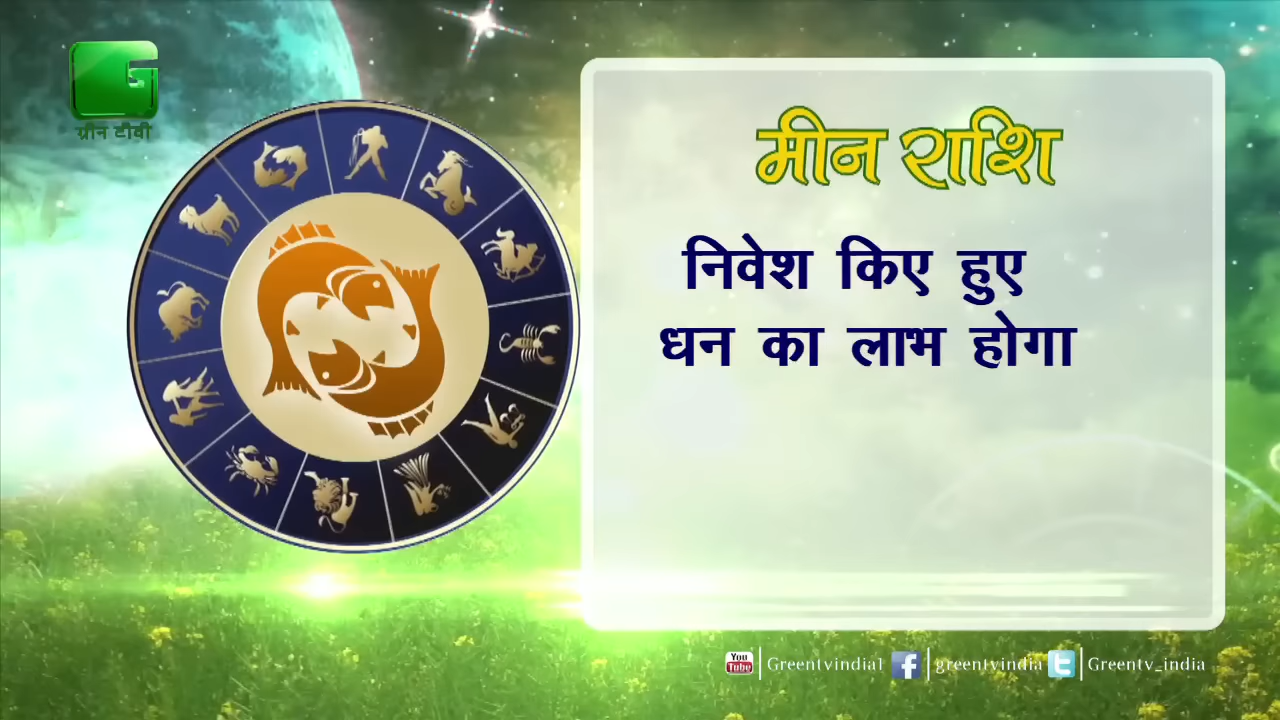 ग्रीन टीवी
मीन राशि
निवेश किए हुए
धन का लाभ होगा
You Tube Greentvindia1 f greentvindia t Greentv_india